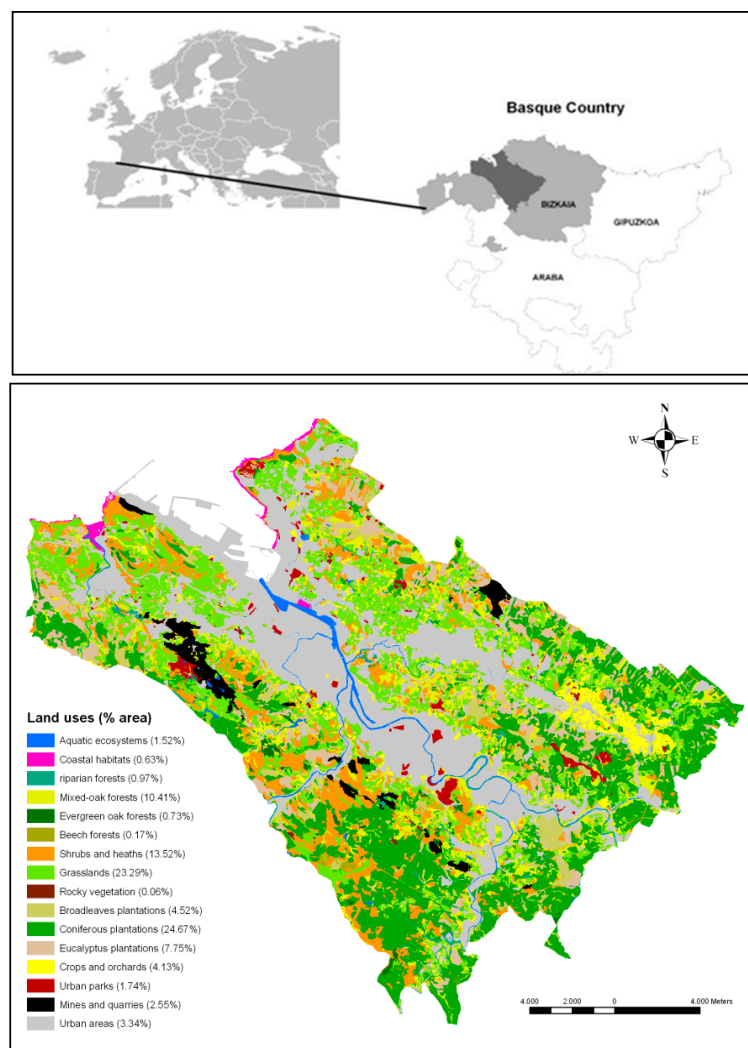 Basque Country
BIZKAIA
GIPUZKOA
ARABA
N
W E
S
Land uses (% area)
Aquatic ecosystems (1.52%)
Coastal habitats (0.63%)
riparian forests (0.97%)
Mixed-oak forests (10.41%)
Evergreen oak forests (0.73%)
Beech forests (0.17%)
Shrubs and heaths (13.52%)
Grasslands (23.29%)
Rocky vegetation (0.06%)
Broadleaves plantations (4.52%)
Coniferous plantations (24.67%)
Eucalyptus plantations (7.75%)
Crops and orchards (4.13%)
Urban parks (1.74%)
Mines and quarries (2.55%)
Urban areas (3.34%)
4.000 2.000 0 4.000 Meters